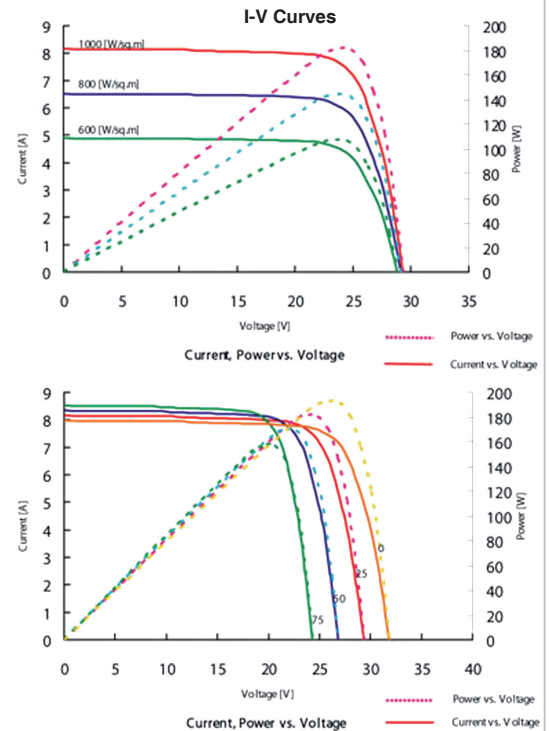 I-V Curves
9
8
7
6
5
4
3
2
1
0
Current [A]
1000 [W/sq.m]
800 [W/sq.m]
600 [W/sq.m]
200
180
160
140
120
100
80
60
40
20
0
Power [W]
0 5 10 15 20 25 30 35
Voltage [V]
Current, Power vs. Voltage
Power vs. Voltage
Current vs. Voltage
9
8
7
6
5
4
3
2
1
0
Current [A]
0
25
50
75
200
180
160
140
120
100
80
60
40
20
0
Power [W]
0 5 10 15 20 25 30 35 40
Voltage [V]
Current, Power vs. Voltage
Power vs. Voltage
Current vs. Voltage